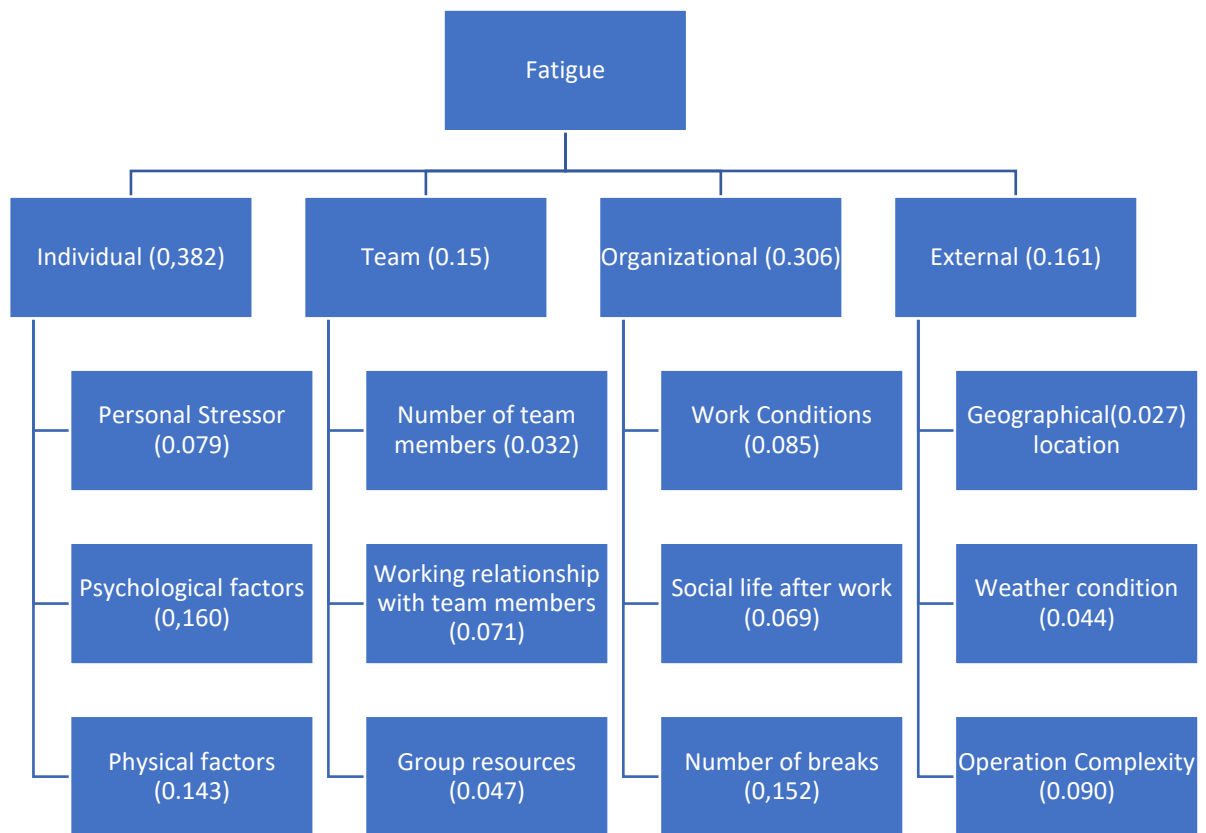 Fatigue
Individual (0,382)
Team (0.15)
Organizational (0.306)
External (0.161)
Personal Stressor
(0.079)
Number of team
members (0.032)
Work Conditions
(0.085)
Geographical(0.027)
location
Psychological factors
(0,160)
Working relationship
with team members
(0.071)
Social life after work
(0.069)
Weather condition
(0.044)
Physical factors
(0.143)
Group resources
(0.047)
Number of breaks
(0,152)
Operation Complexity
(0.090)